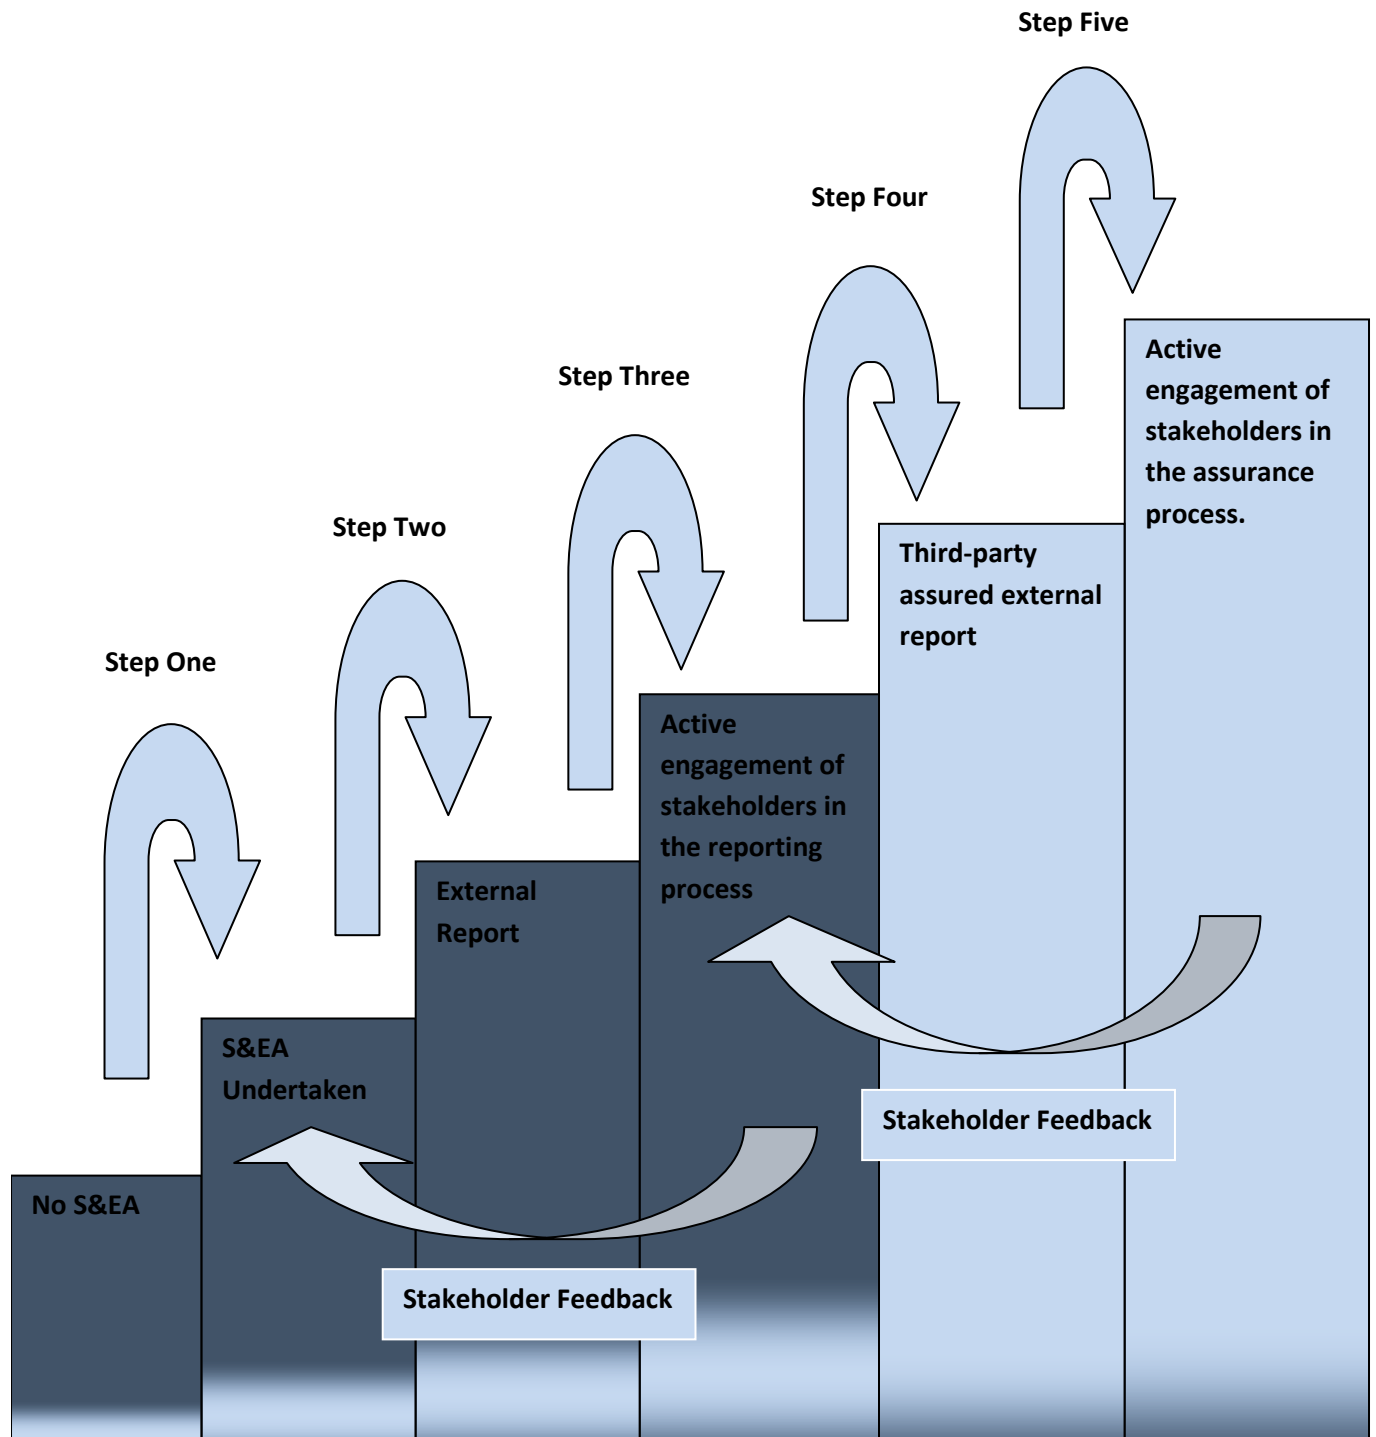 Step Five
Step Four
Step Three
Step Two
Step One
Active
engagement of
stakeholders in
the assurance
process.
Third-party
assured external
report
Active
engagement of
stakeholders in
the reporting
process
External
Report
S&EA
Undertaken
No S&EA
Stakeholder Feedback
Stakeholder Feedback